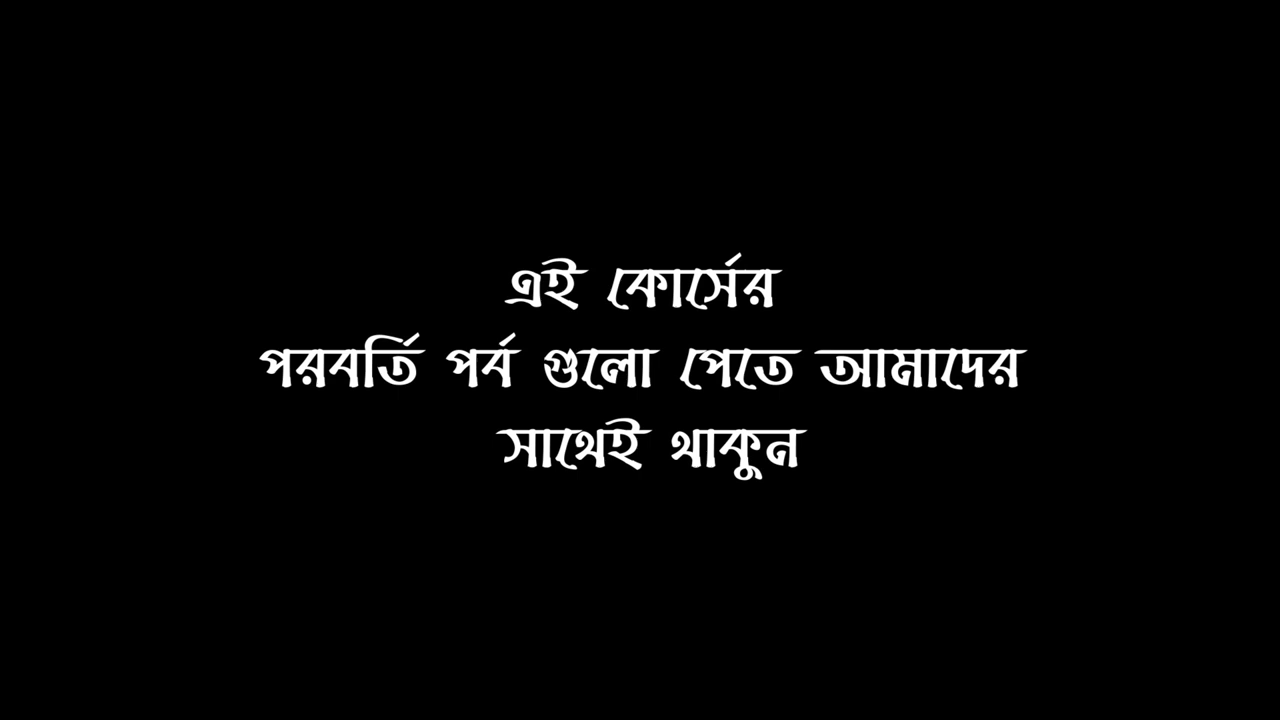 এই কোর্সের
পরবর্তি পর্ব গুলো পেতে আমাদের
সাথেই থাকুন